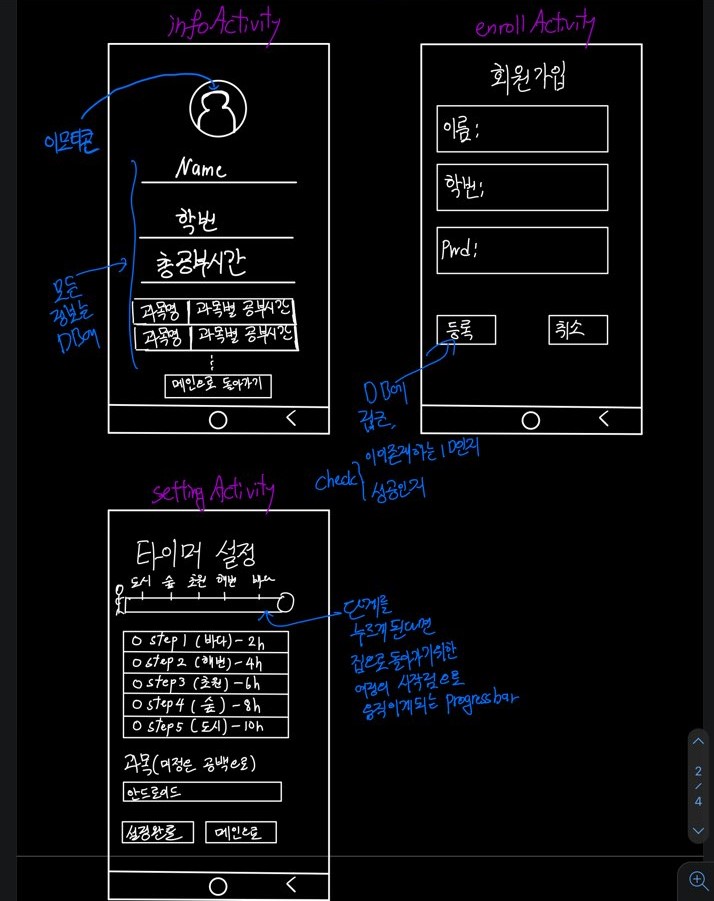 infoActivity
이모티콘
Name
학번
총공부시간
모든
정보는
DB에
과목명 과목별 공부시간
과목명 과목별 공부시간
메인으로 돌아가기
enroll Activity
회원가입
이름:
학번:
Pwd:
등록 취소
DB에
접근,
check
이미존재하는 ID인지
성공인지
setting Activity
타이머 설정
도시 숲 초원 해변 바다
step 1 (바다) - 2h
step 2 (해변) - 4h
step 3 (초원) - 6h
step 4 (숲) - 8h
step 5 (도시) - 10h
과목(미정은 공백으로)
안드로이드
설정완료 메인으로
단계를
누르게 된다면
집으로 돌아가기위한
여정의 시작점으로
움직이게되는 Progressbar
2
/
4